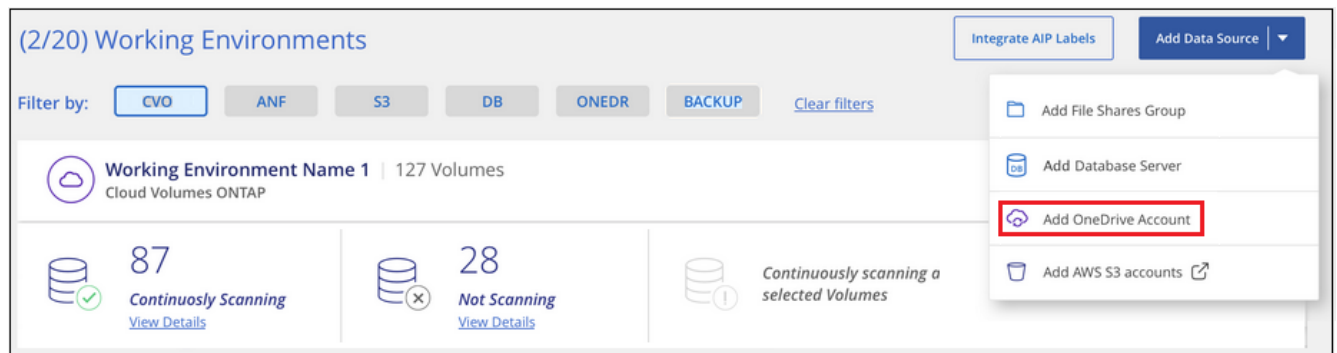 (2/20) Working Environments
Integrate AIP Labels
Add Data Source
Filter by:
CVO
ANF
S3
DB
ONEDR
BACKUP
Clear filters
Add File Shares Group
DB
Add Database Server
Add OneDrive Account
Add AWS S3 accounts
Working Environment Name 1 | 127 Volumes
Cloud Volumes ONTAP
87
Continuosly Scanning
View Details
28
Not Scanning
View Details
Continuously scanning a
selected Volumes